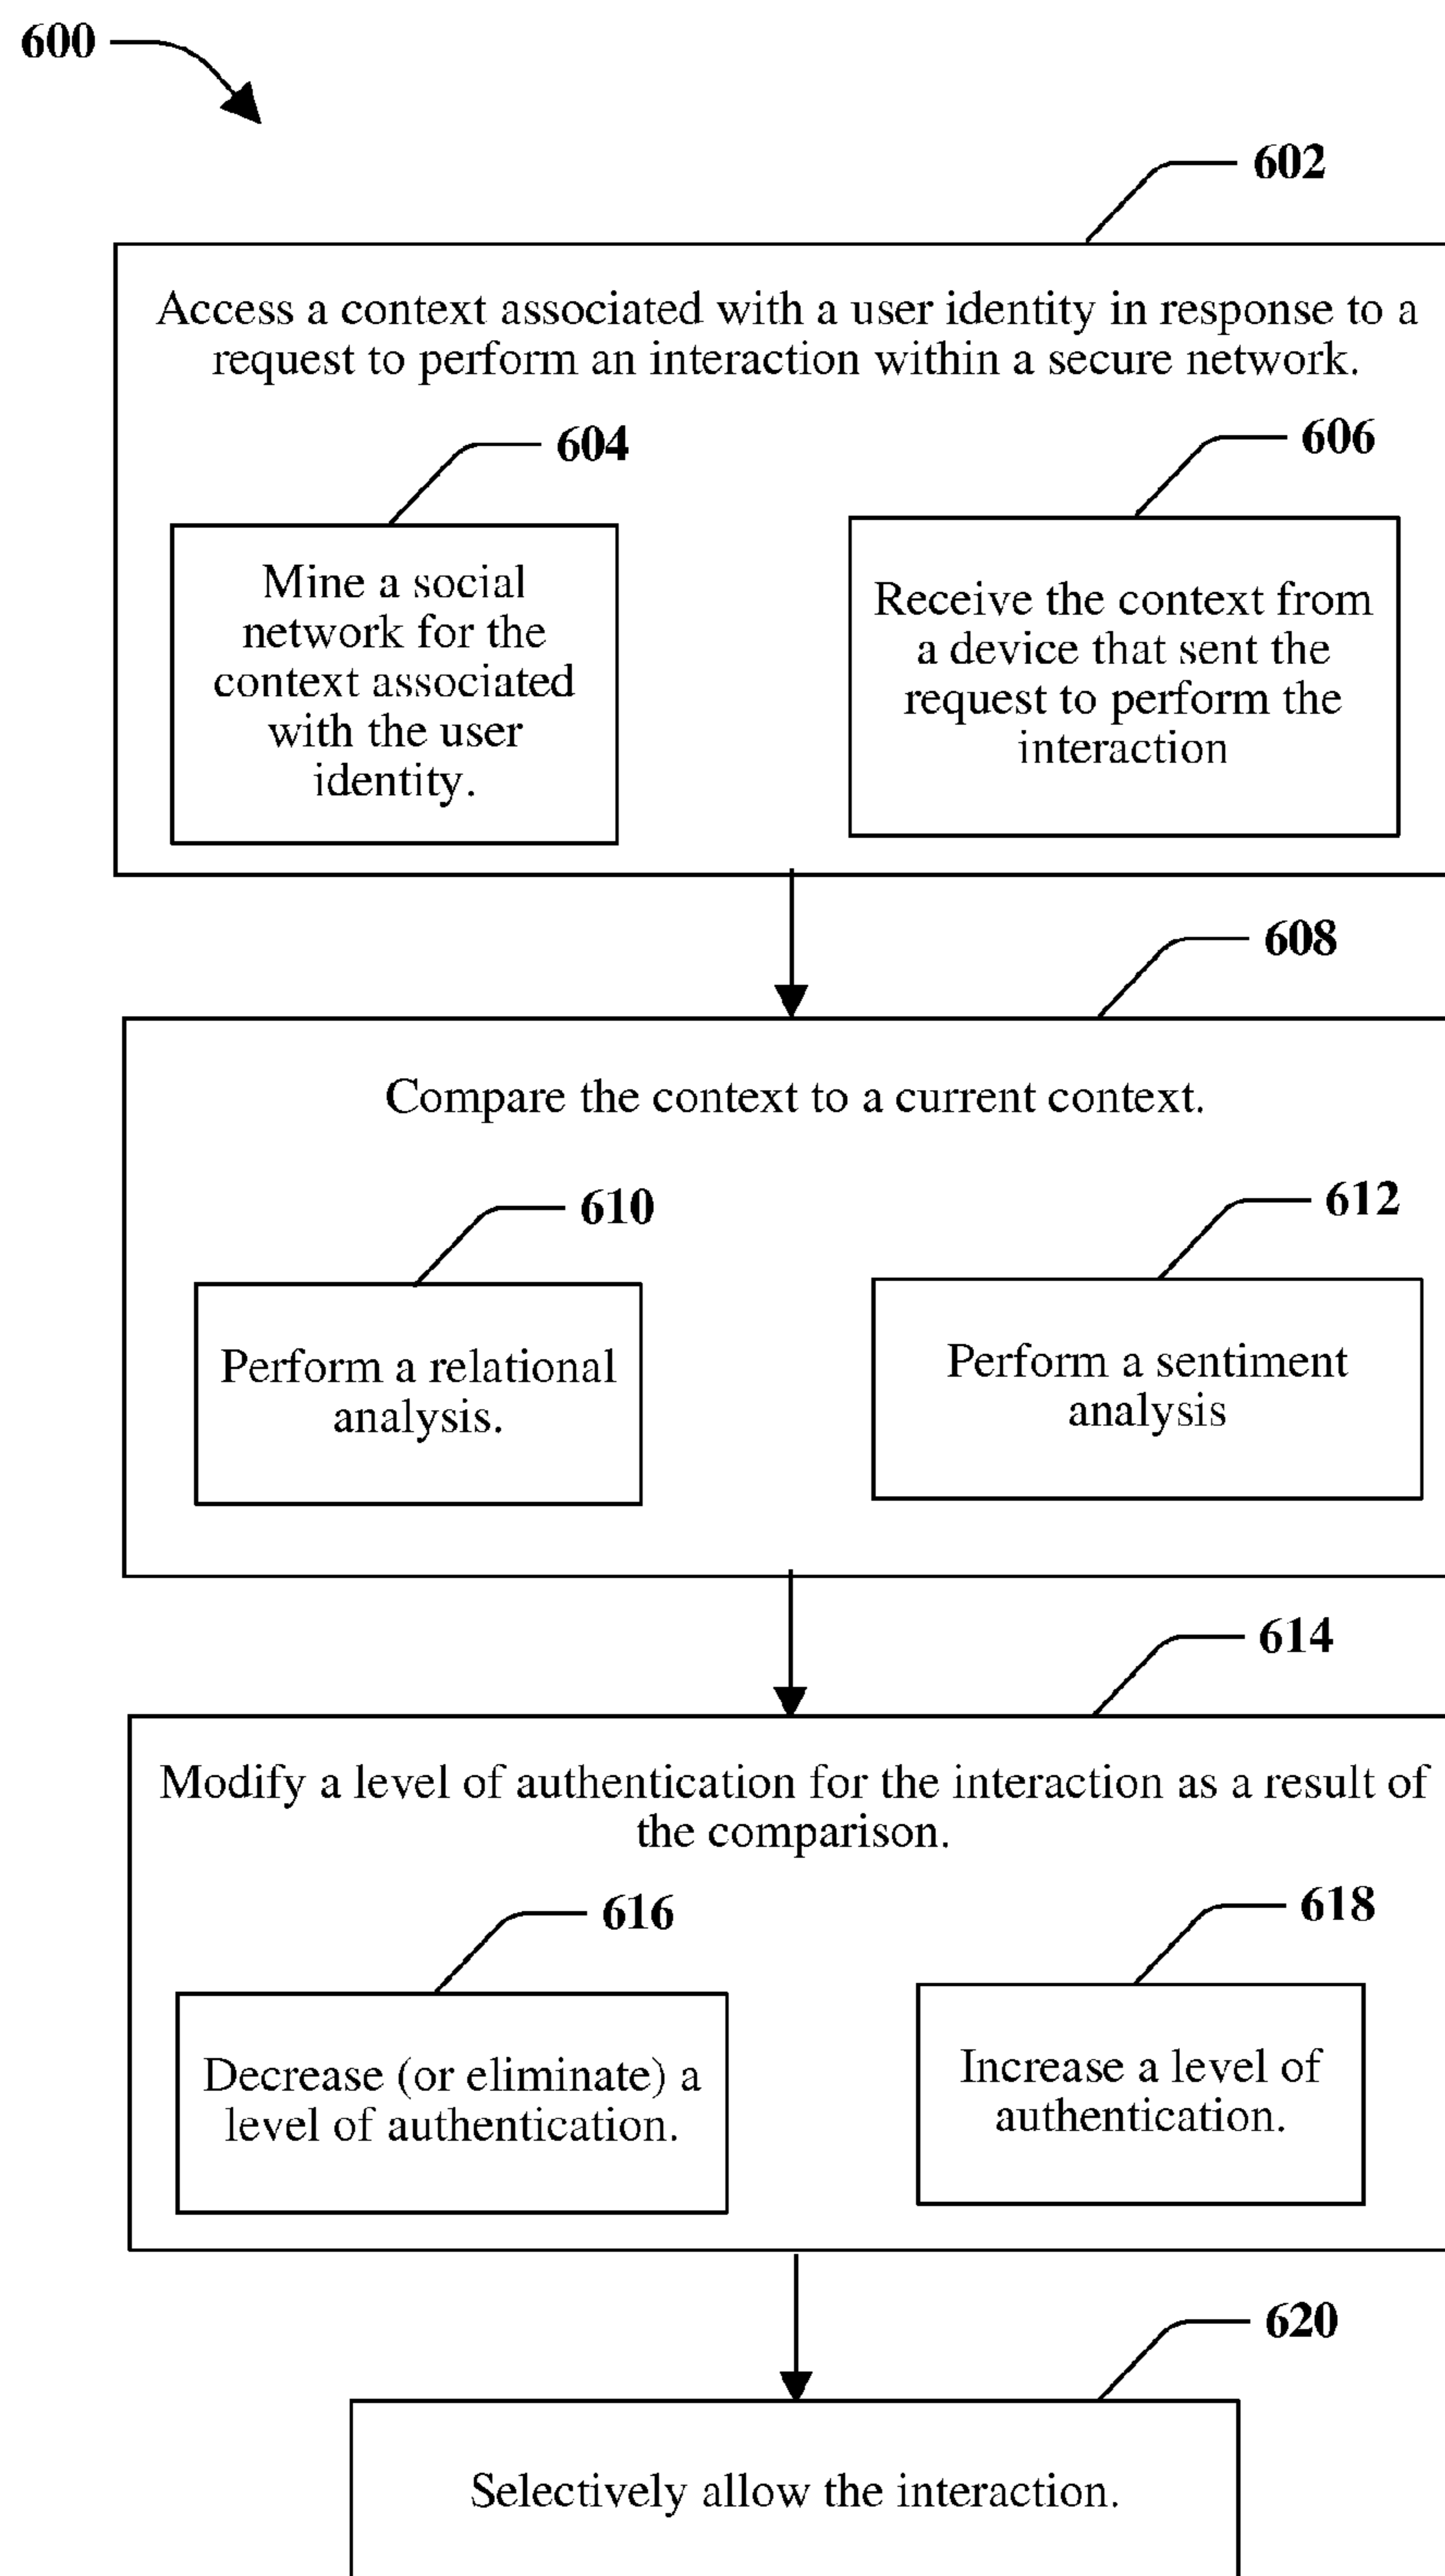 600
602
Access a context associated with a user identity in response to a
request to perform an interaction within a secure network.
604
606
Mine a social
network for the
context associated
with the user
identity.
Receive the context from
a device that sent the
request to perform the
interaction
608
Compare the context to a current context.
610
612
Perform a relational
analysis.
Perform a sentiment
analysis
614
Modify a level of authentication for the interaction as a result of
the comparison.
616
618
Decrease (or eliminate) a
level of authentication.
Increase a level of
authentication.
620
Selectively allow the interaction.